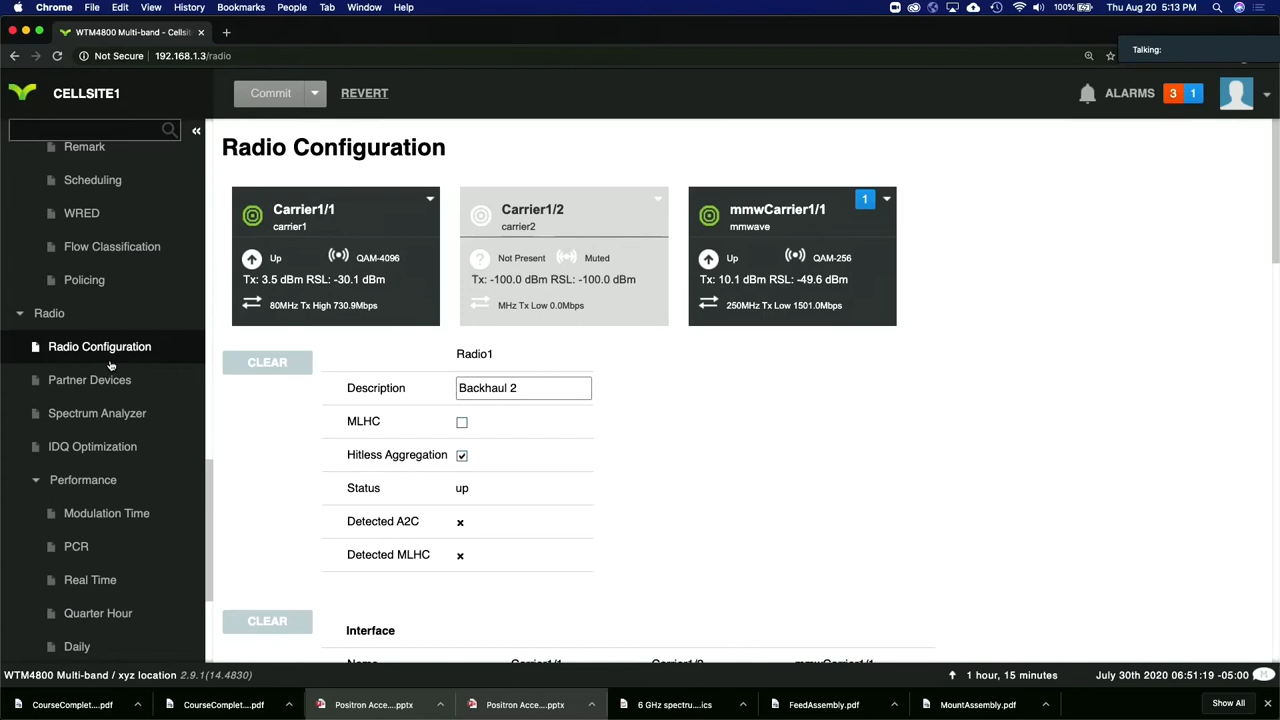 Chrome File Edit View History Bookmarks People Tab Window Help 100% Thu Aug 20 5:13 PM
WTM4800 Multi-band - Cellsit × +
Talking:
Not Secure 192.168.1.3/radio
CELLSITE1 Commit REVERT ALARMS 3 1
«
Remark
Scheduling
WRED
Flow Classification
Policing
Radio
Radio Configuration
Partner Devices
Spectrum Analyzer
IDQ Optimization
Performance
Modulation Time
PCR
Real Time
Quarter Hour
Daily
Radio Configuration
Carrier1/1
carrier1
Up QAM-4096
Tx: 3.5 dBm RSL: -30.1 dBm
80MHz Tx High 730.9Mbps
Carrier1/2
carrier2
? Not Present Muted
Tx: -100.0 dBm RSL: -100.0 dBm
MHz Tx Low 0.0Mbps
mmwCarrier1/1 1
mmwave
Up QAM-256
Tx: 10.1 dBm RSL: -49.6 dBm
250MHz Tx Low 1501.0Mbps
CLEAR Radio1
Description Backhaul 2
MLHC
Hitless Aggregation
Status up
Detected A2C ×
Detected MLHC ×
CLEAR Interface
Name Carrier1/1 Carrier1/2 mmwCarrier1/1
WTM4800 Multi-band / xyz location 2.9.1(14.4830) 1 hour, 15 minutes July 30th 2020 06:51:19 -05:00
CourseComplet....pdf CourseComplet....pdf Positron Acce....pptx Positron Acce....pptx 6 GHz spectru....ics FeedAssembly.pdf MountAssembly.pdf Show All ×